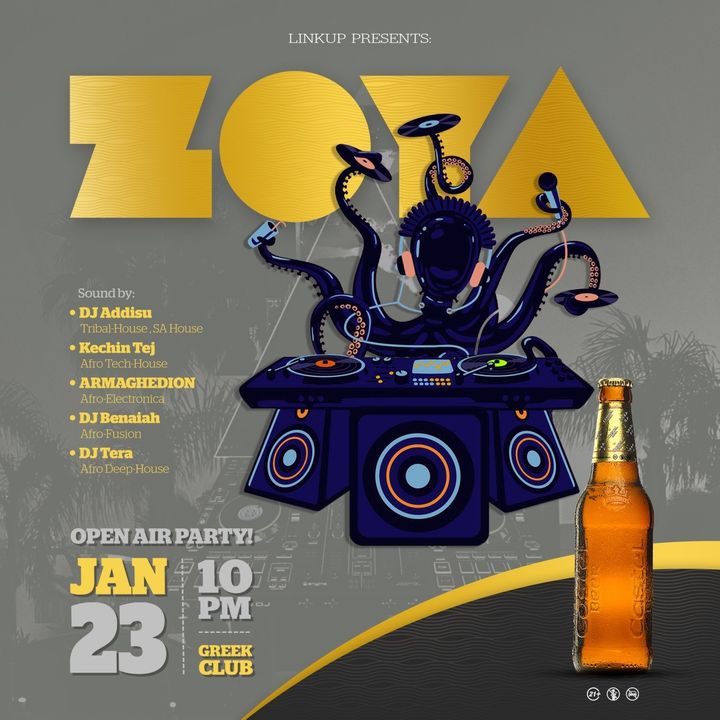 LINKUP PRESENTS:
ZOYA
Sound by:
• DJ Addisu
Tribal-House , SA House
• Kechin Tej
Afro Tech-House
• ARMAGHEDION
Afro-Electronica
• DJ Benaiah
Afro-Fusion
• DJ Tera
Afro Deep-House
OPEN AIR PARTY!
JAN
23
10
PM
GREEK
CLUB
21+